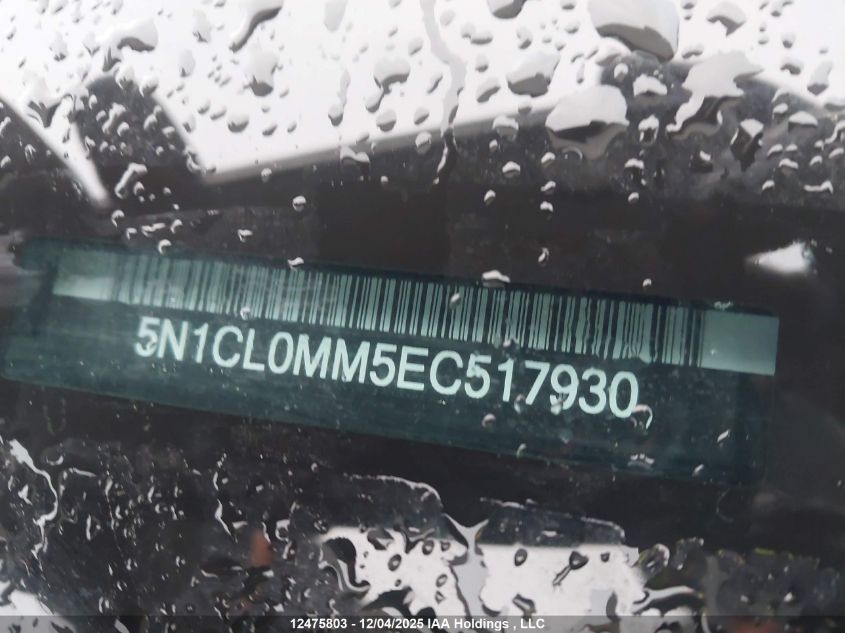 5N1CL0MM5EC517930
12475803 - 12/04/2025 IAA Holdings , LLC